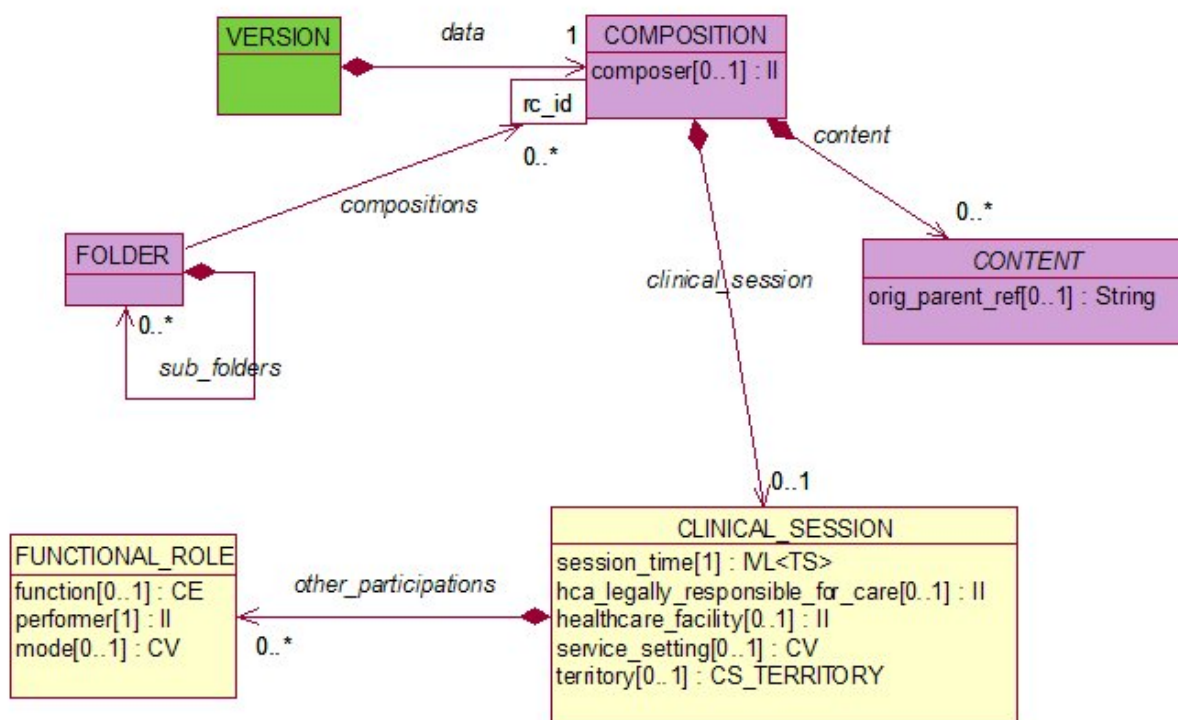 VERSION
data
1
COMPOSITION
composer[0..1] : II
rc_id
0..*
content
compositions
0..*
FOLDER
0..*
sub_folders
clinical_session
CONTENT
orig_parent_ref[0..1] : String
0..1
FUNCTIONAL_ROLE
function[0..1] : CE
performer[1] : II
mode[0..1] : CV
other_participations
0..*
CLINICAL_SESSION
session_time[1] : IVL<TS>
hca_legally_responsible_for_care[0..1] : II
healthcare_facility[0..1] : II
service_setting[0..1] : CV
territory[0..1] : CS_TERRITORY